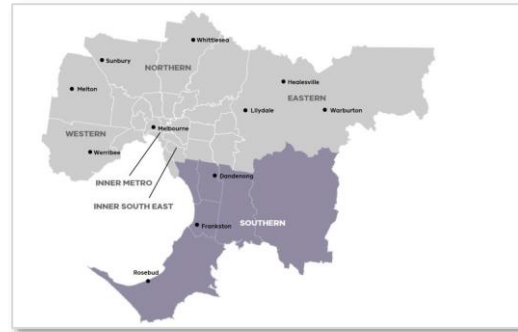 Whittlesea
Sunbury
NORTHERN
Healesville
Melton
EASTERN
Lilydale
Warburton
Melbourne
WESTERN
Werribee
INNER METRO
Dandenong
INNER SOUTH EAST
SOUTHERN
Frankston
Rosebud